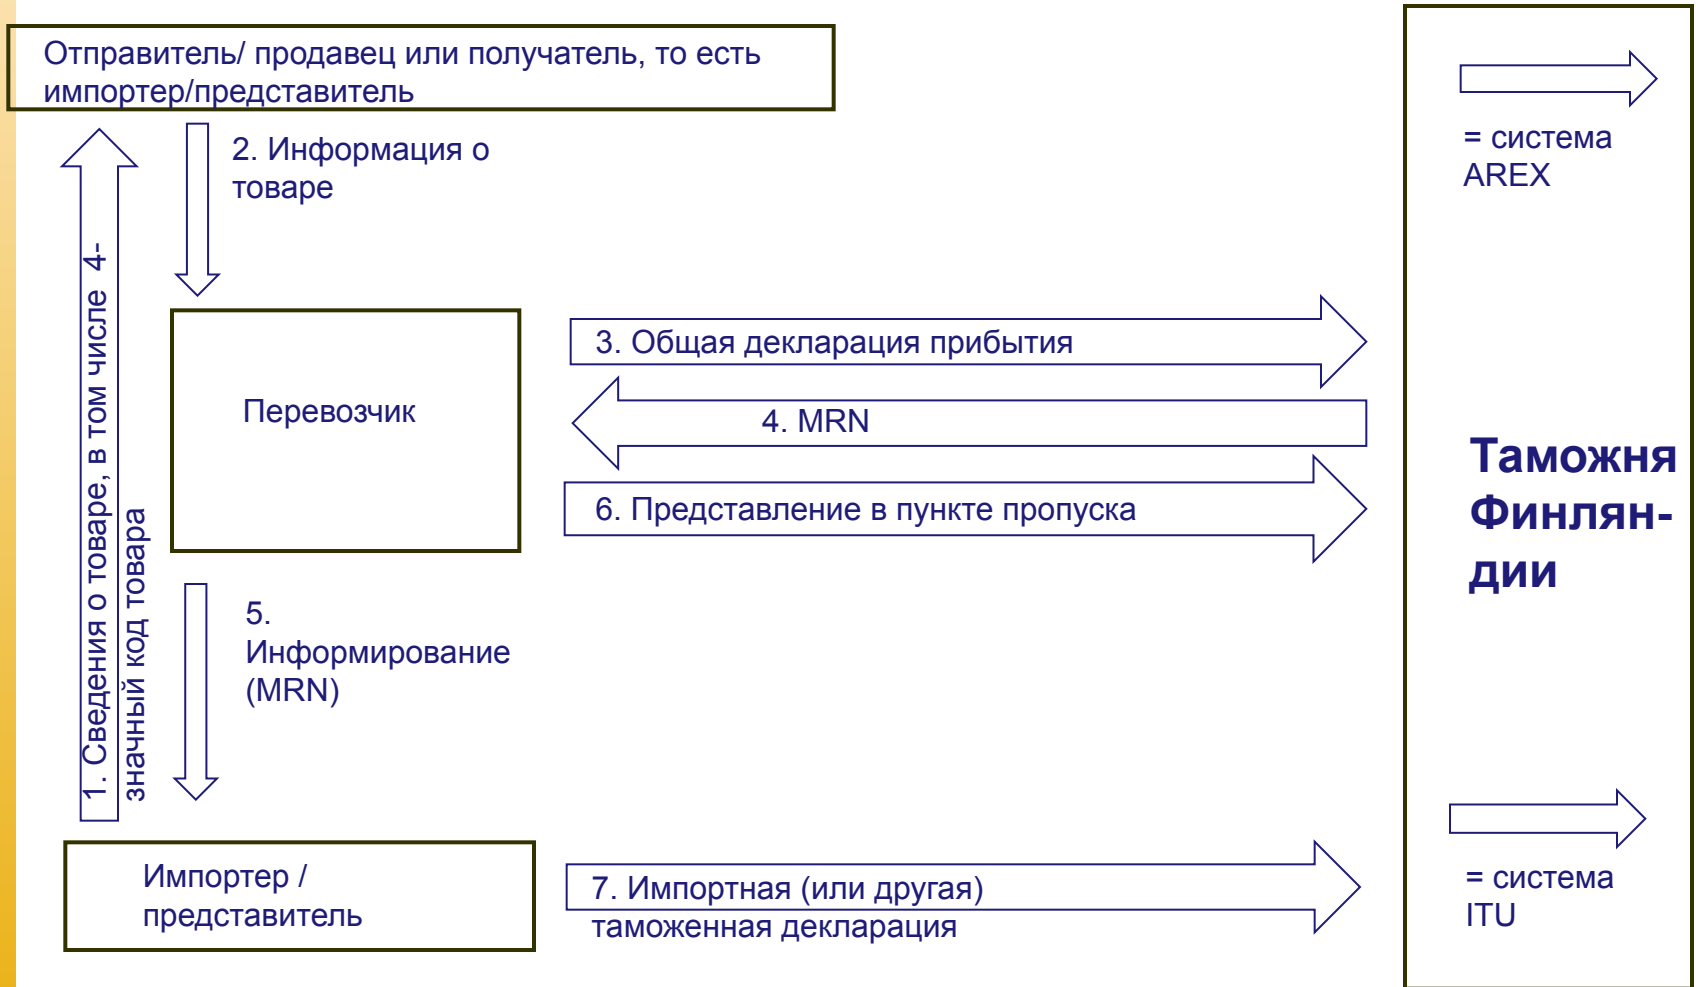 Отправитель/ продавец или получатель, то есть
импортер/представитель
2. Информация о
товаре
1. Сведения о товаре, в том числе 4-
значный код товара
Перевозчик
3. Общая декларация прибытия
4. MRN
6. Представление в пункте пропуска
5.
Информирование
(MRN)
Импортер /
представитель
7. Импортная (или другая)
таможенная декларация
= система
AREX
Таможня
Финлян-
дии
= система
ITU